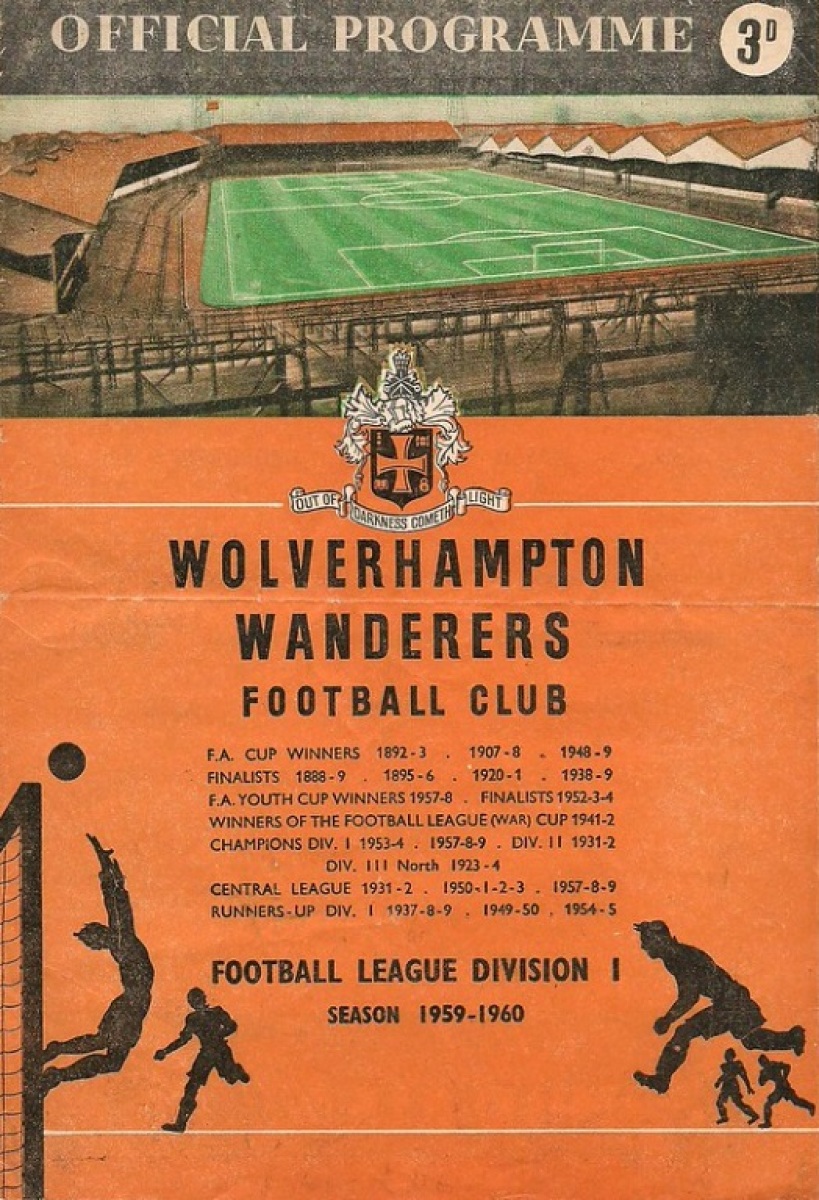 OFFICIAL PROGRAMME 3D
OUT OF DARKNESS COMETH LIGHT
WOLVERHAMPTON
WANDERERS
FOOTBALL CLUB
F.A. CUP WINNERS 1892-3 . 1907-8 . 1948-9
FINALISTS 1888-9 . 1895-6 . 1920-1 . 1938-9
F.A. YOUTH CUP WINNERS 1957-8 . FINALISTS 1952-3-4
WINNERS OF THE FOOTBALL LEAGUE (WAR) CUP 1941-2
CHAMPIONS DIV. I 1953-4 . 1957-8-9 . DIV. II 1931-2
DIV. III North 1923-4
CENTRAL LEAGUE 1931-2 . 1950-1-2-3 . 1957-8-9
RUNNERS-UP DIV. I 1937-8-9 . 1949-50 . 1954-5
FOOTBALL LEAGUE DIVISION I
SEASON 1959-1960